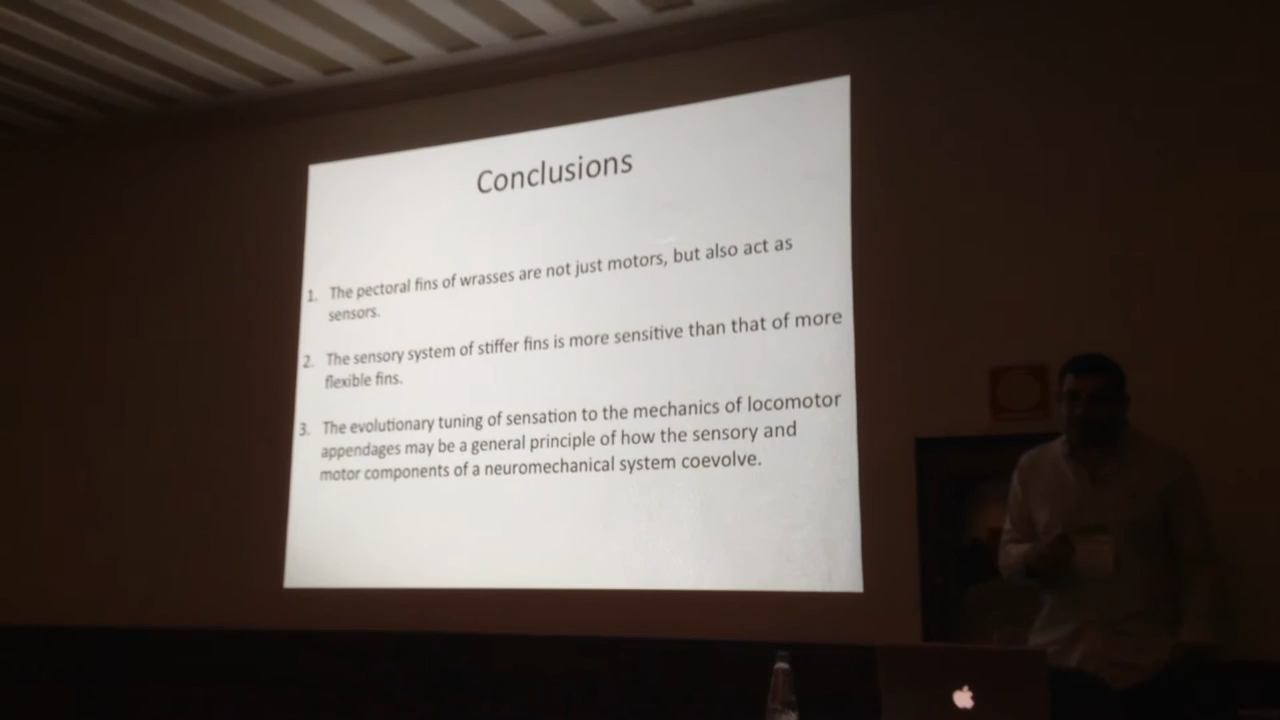 Conclusions
1. The pectoral fins of wrasses are not just motors, but also act as
sensors.
2. The sensory system of stiffer fins is more sensitive than that of more
flexible fins.
3. The evolutionary tuning of sensation to the mechanics of locomotor
appendages may be a general principle of how the sensory and
motor components of a neuromechanical system coevolve.